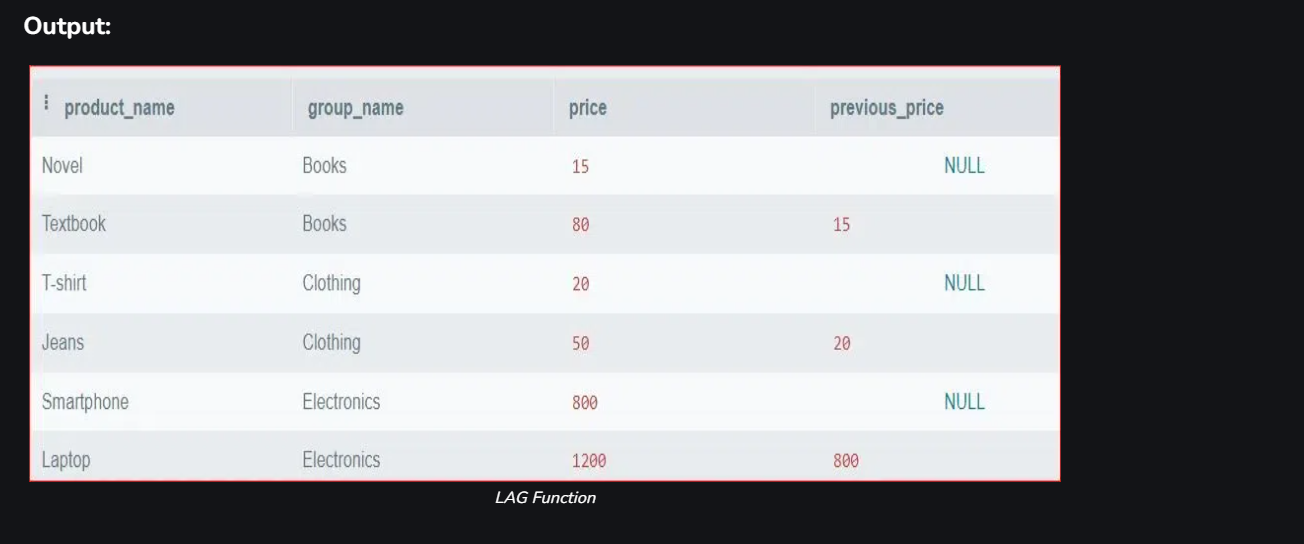 Output:
product_name group_name price previous_price
Novel Books 15 NULL
Textbook Books 80 15
T-shirt Clothing 20 NULL
Jeans Clothing 50 20
Smartphone Electronics 800 NULL
Laptop Electronics 1200 800
LAG Function